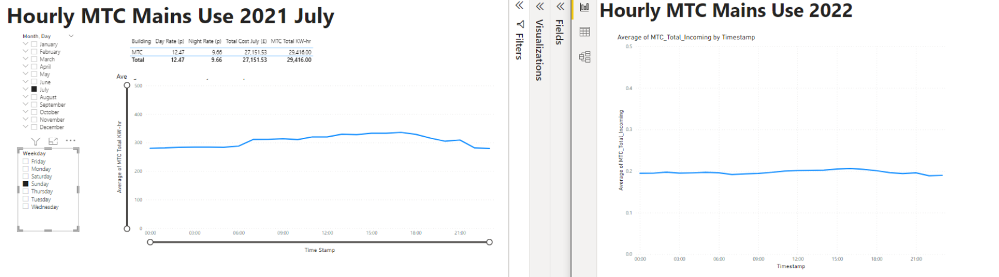 Hourly MTC Mains Use 2021 July
Month, Day
January
February
March
April
May
June
July
August
September
October
November
December
Weekday
Friday
Monday
Saturday
Sunday
Thursday
Tuesday
Wednesday
Building Day Rate (p) Night Rate (p) Total Cost July (£) MTC Total KW-hr
MTC 12.47 9.66 27,151.53 29,416.00
Total 12.47 9.66 27,151.53 29,416.00
Ave
500
400
300
200
100
0
Average of MTC Total KW-hr
00:00 03:00 06:00 09:00 12:00 15:00 18:00 21:00
Time Stamp
Filters
Visualizations
Fields
Hourly MTC Mains Use 2022
Average of MTC_Total_Incoming by Timestamp
0.5
0.4
0.3
0.2
0.1
0.0
Average of MTC_Total_Incoming
00:00 03:00 06:00 09:00 12:00 15:00 18:00 21:00
Timestamp